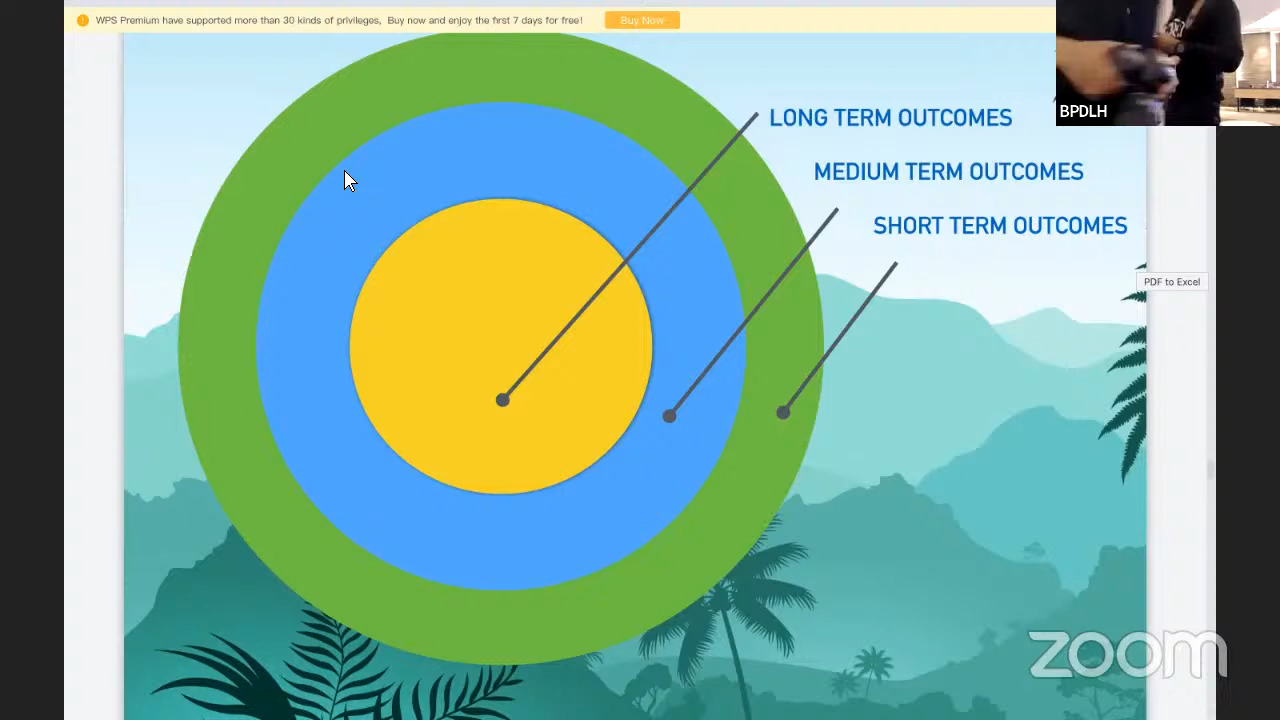 WPS Premium have supported more than 30 kinds of privileges, Buy now and enjoy the first 7 days for free!
Buy Now
BPDLH
LONG TERM OUTCOMES
MEDIUM TERM OUTCOMES
SHORT TERM OUTCOMES
PDF to Excel
zoom